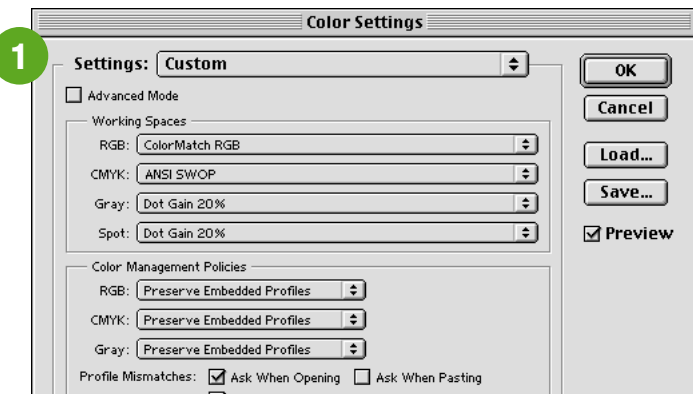 Color Settings
1
Settings: Custom
OK
Advanced Mode
Cancel
Working Spaces
RGB: ColorMatch RGB
Load...
CMYK: ANSI SWOP
Save...
Gray: Dot Gain 20%
Spot: Dot Gain 20%
Preview
Color Management Policies
RGB: Preserve Embedded Profiles
CMYK: Preserve Embedded Profiles
Gray: Preserve Embedded Profiles
Profile Mismatches: Ask When Opening Ask When Pasting